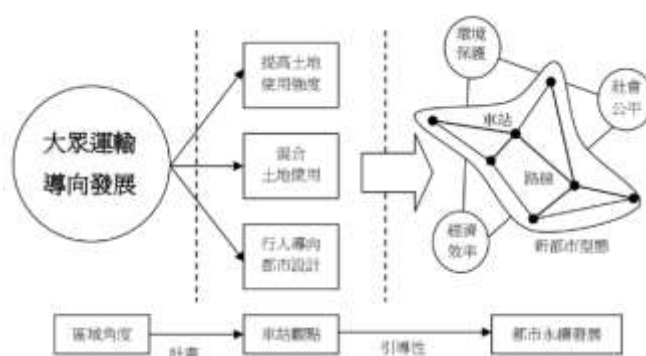 大眾運輸
導向發展
提高土地
使用強度
混合
土地使用
行人導向
都市設計
環境
保護
社會
公平
車站
路線
經濟
效率
新都市型態
區域角度
車站觀點
引導性
都市永續發展